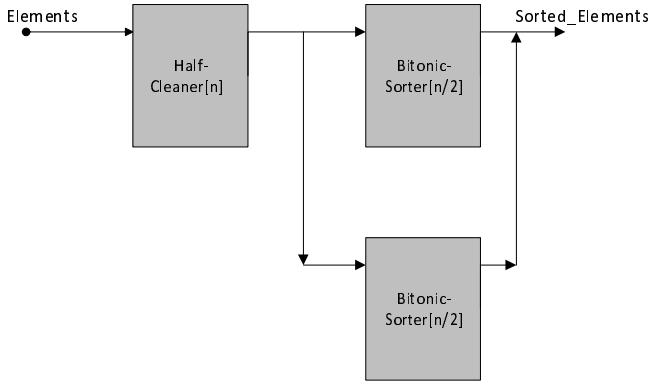 Elements
Sorted_Elements
Half-
Cleaner[n]
Bitonic-
Sorter[n/2]
Bitonic-
Sorter[n/2]